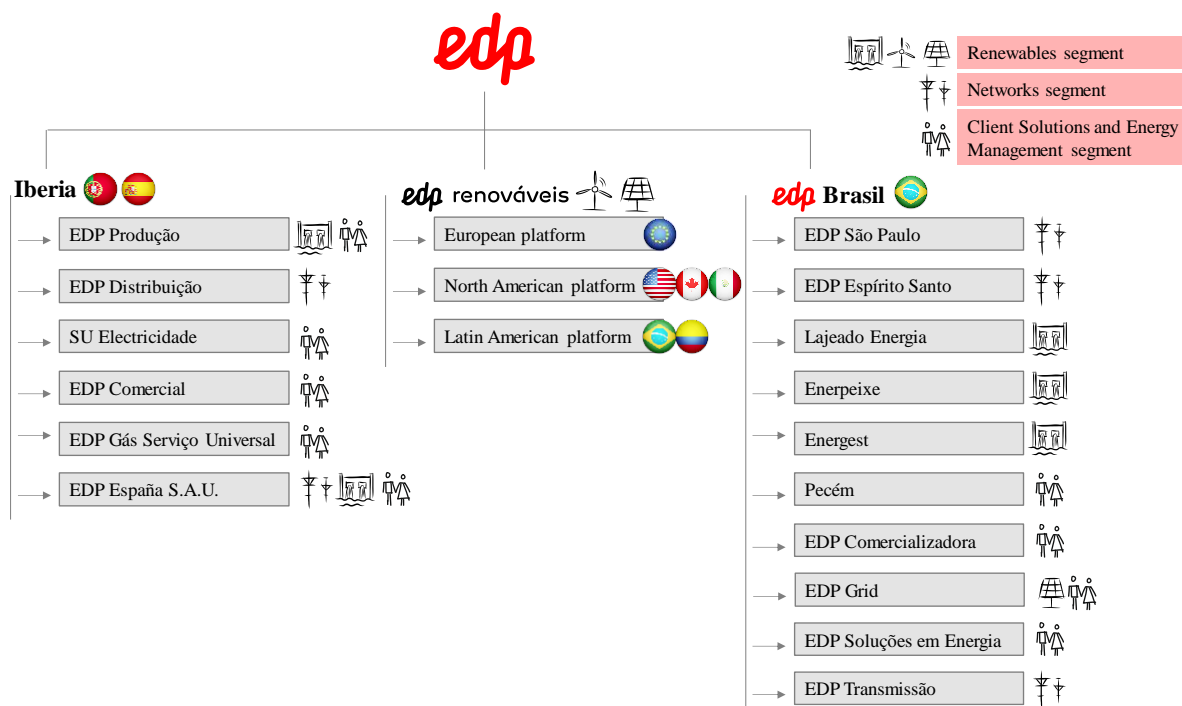 edp
Renewables segment
Networks segment
Client Solutions and Energy
Management segment
Iberia
EDP Produção
EDP Distribuição
SU Electricidade
EDP Comercial
EDP Gás Serviço Universal
EDP España S.A.U.
edp renováveis
European platform
North American platform
Latin American platform
edp Brasil
EDP São Paulo
EDP Espírito Santo
Lajeado Energia
Enerpeixe
Energest
Pecém
EDP Comercializadora
EDP Grid
EDP Soluções em Energia
EDP Transmissão